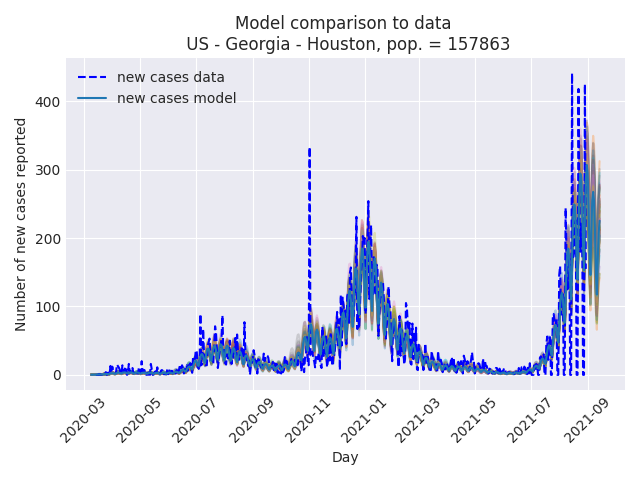 Model comparison to data
US - Georgia - Houston, pop. = 157863
new cases data
new cases model
Number of new cases reported
400
300
200
100
0
2020-03
2020-05
2020-07
2020-09
2020-11
2021-01
2021-03
2021-05
2021-07
2021-09
Day